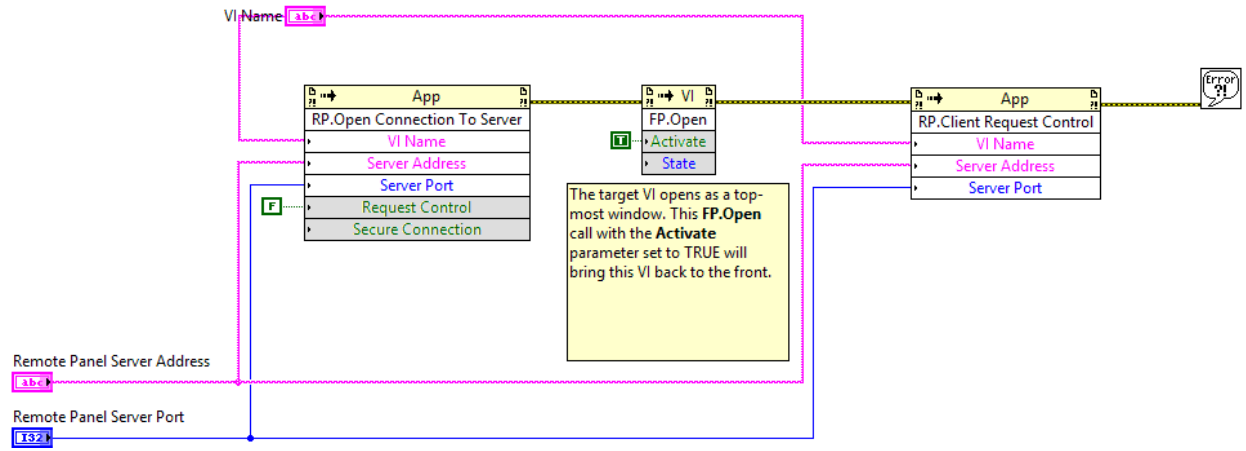 VI Name
abc
App
RP.Open Connection To Server
VI Name
Server Address
Server Port
F
Request Control
Secure Connection
VI
FP.Open
T
Activate
State
The target VI opens as a top-
most window. This FP.Open
call with the Activate
parameter set to TRUE will
bring this VI back to the front.
App
RP.Client Request Control
VI Name
Server Address
Server Port
Error
?!
Remote Panel Server Address
abc
Remote Panel Server Port
I32